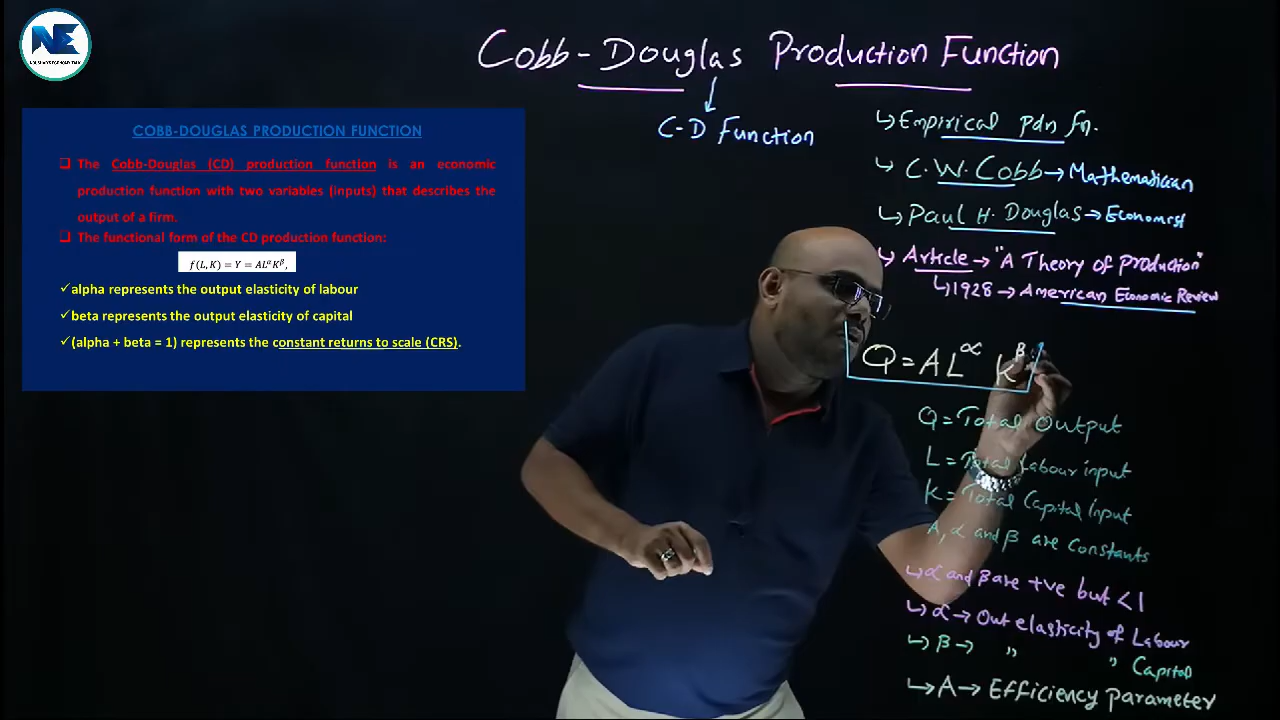 NE
Cobb-Douglas Production Function
C-D Function
↳ Empirical Pdn fn.
↳ C.W. Cobb → Mathematician
↳ Paul H. Douglas → Economist
↳ Article → "A Theory of Production"
↳ 1928 → American Economic Review
COBB-DOUGLAS PRODUCTION FUNCTION
❑ The Cobb-Douglas (CD) production function is an economic
production function with two variables (inputs) that describes the
output of a firm.
❑ The functional form of the CD production function:
f(L, K) = Y = AL^α K^β,
✓alpha represents the output elasticity of labour
✓beta represents the output elasticity of capital
✓(alpha + beta = 1) represents the constant returns to scale (CRS).
Q = A L^α K^β
Q = Total Output
L = Total Labour input
K = Total Capital Input
A, α and β are Constants
↳ α and β are +ve but < 1
↳ α → Out elasticity of Labour
↳ β → " " Capital
↳ A → Efficiency Parameter